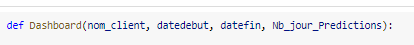 def Dashboard(nom_client, datedebut, datefin, Nb_jour_Predictions):